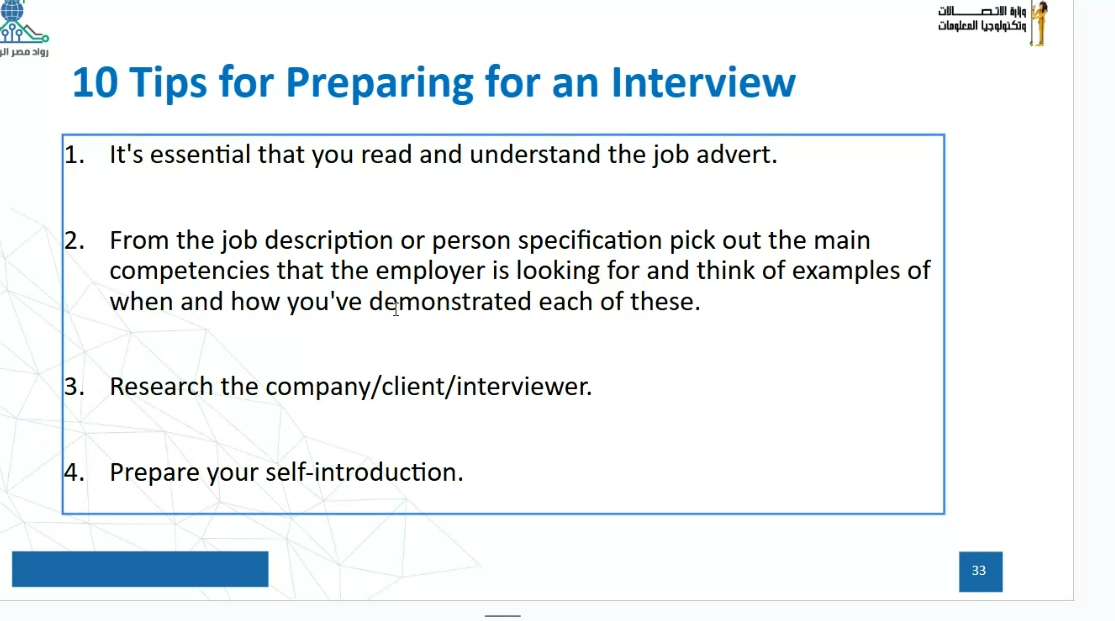 وزارة الاتصالات
وتكنولوجيا المعلومات
رواد مصر
10 Tips for Preparing for an Interview
1. It's essential that you read and understand the job advert.
2. From the job description or person specification pick out the main
competencies that the employer is looking for and think of examples of
when and how you've demonstrated each of these.
3. Research the company/client/interviewer.
4. Prepare your self-introduction.
33